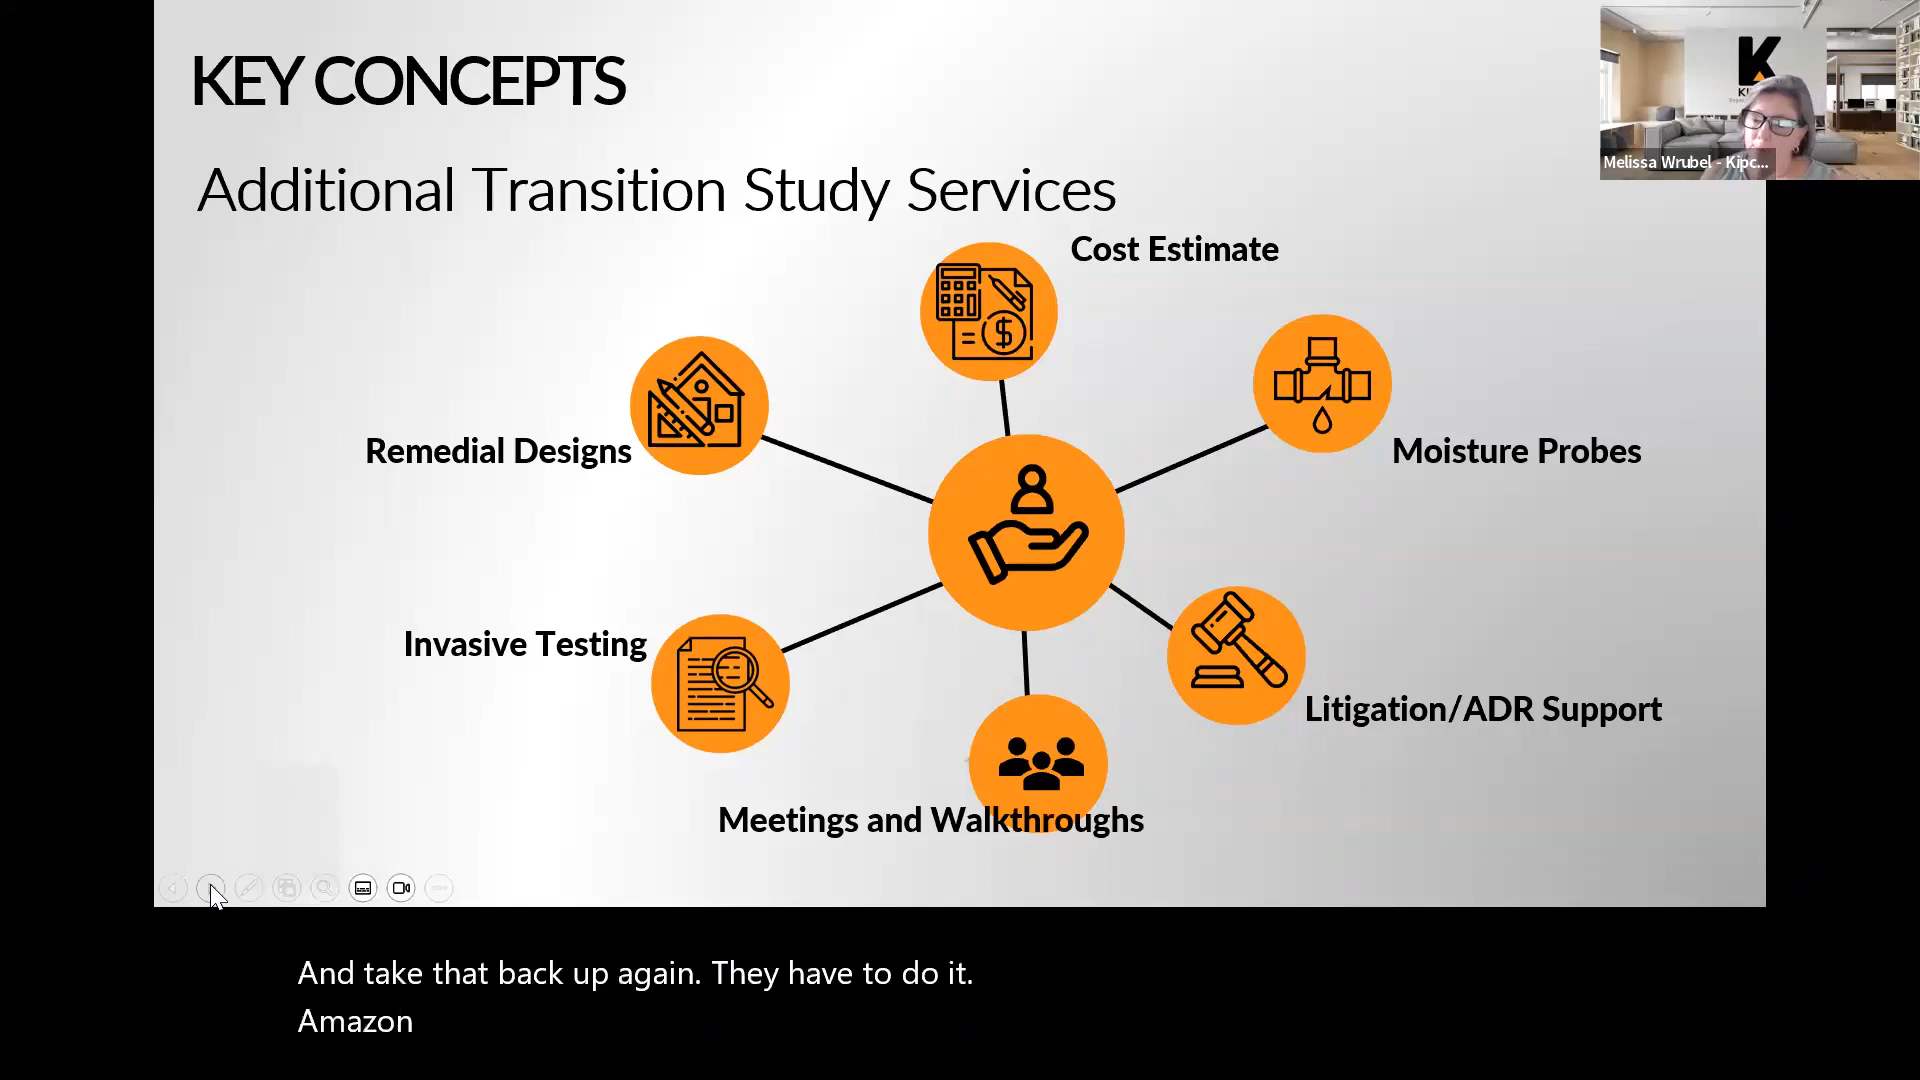 KEY CONCEPTS
Additional Transition Study Services
Cost Estimate
Remedial Designs
Moisture Probes
Invasive Testing
Litigation/ADR Support
Meetings and Walkthroughs
Melissa Wrubel - Kipc...
And take that back up again. They have to do it.
Amazon